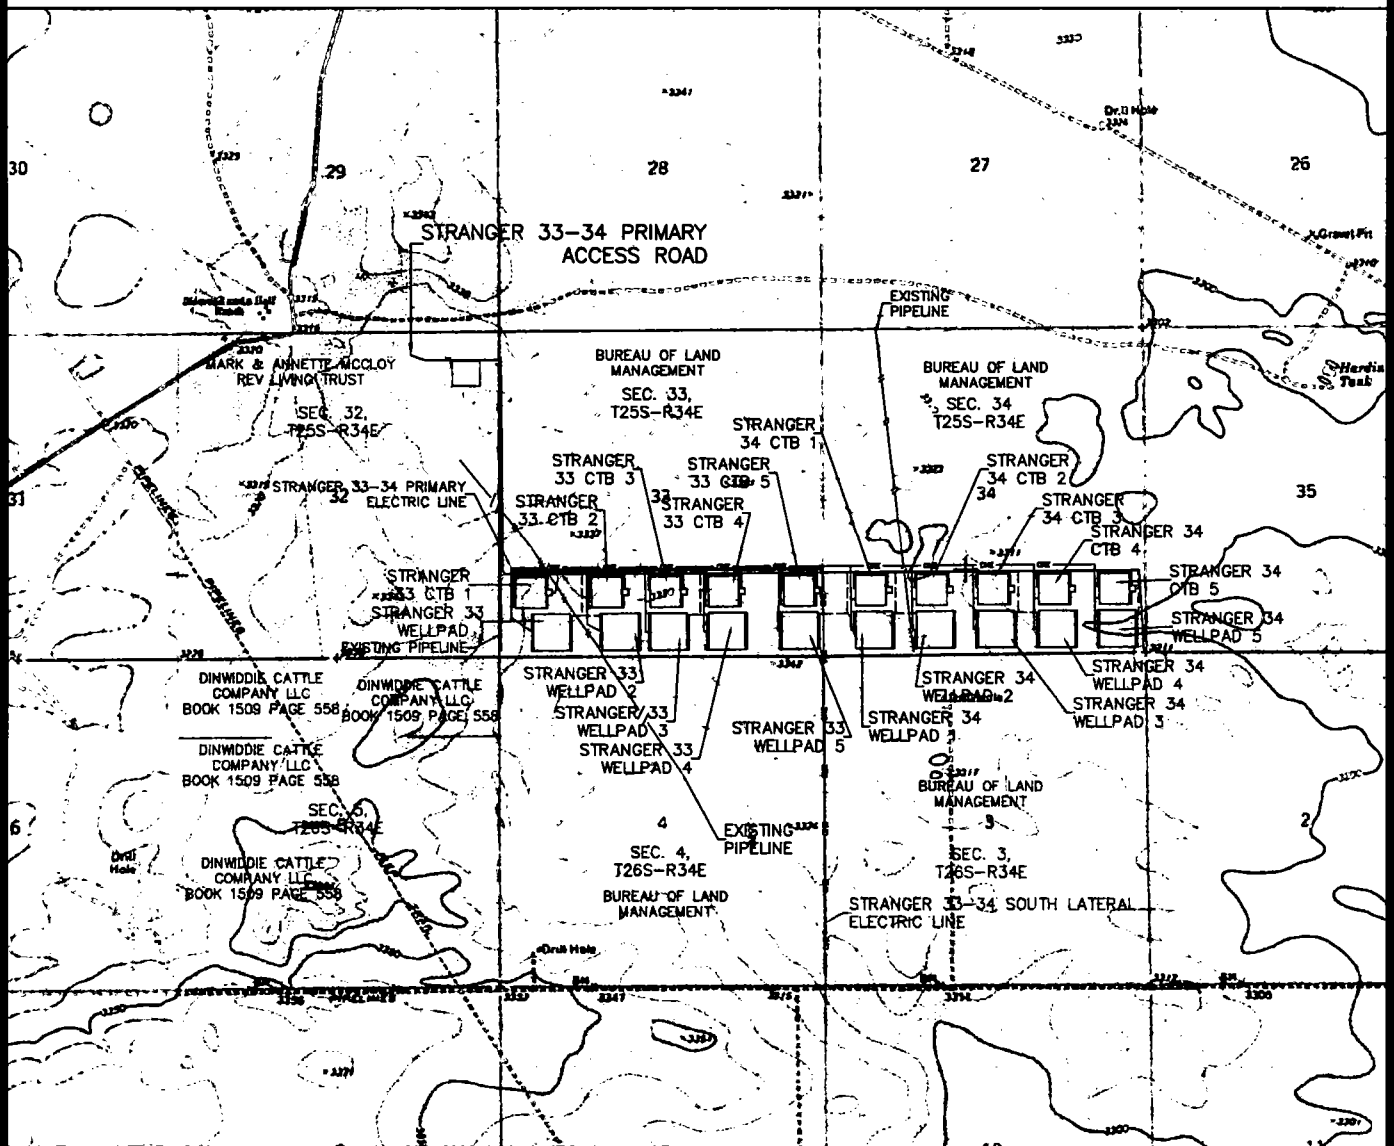 3341
Drill Hole
3325
30
29
28
27
26
STRANGER 33-34 PRIMARY
ACCESS ROAD
Gravel Pit
EXISTING
PIPELINE
3315
MARK & ANNETTE MCCLOY
REV LIVING TRUST
BUREAU OF LAND
MANAGEMENT
BUREAU OF LAND
MANAGEMENT
SEC. 33,
T25S-R34E
SEC. 34
T25S-R34E
SEC. 32,
T25S-R34E
STRANGER
34 CTB 1
STRANGER
33 CTB 3
STRANGER
33 CTB 5
STRANGER
34 CTB 2
STRANGER 33-34 PRIMARY
ELECTRIC LINE
31
32
33
34
35
STRANGER
33 CTB 2
STRANGER
33 CTB 4
STRANGER
34 CTB 3
STRANGER 34
CTB 4
STRANGER
33 CTB 1
STRANGER 34
CTB 5
STRANGER 33
WELLPAD
STRANGER 34
WELLPAD 5
EXISTING PIPELINE
STRANGER 33
WELLPAD 2
STRANGER 34
WELLPAD 2
STRANGER 34
WELLPAD 4
DINWIDDIE CATTLE
COMPANY LLC
BOOK 1509 PAGE 558
DINWIDDIE CATTLE
COMPANY LLC
BOOK 1509 PAGE 558
STRANGER 33
WELLPAD 3
STRANGER 33
WELLPAD 5
STRANGER 34
WELLPAD
STRANGER 34
WELLPAD 3
STRANGER 33
WELLPAD 4
DINWIDDIE CATTLE
COMPANY LLC
BOOK 1509 PAGE 558
BUREAU OF LAND
MANAGEMENT
SEC. 5,
T26S-R34E
6
4
3
2
EXISTING
PIPELINE
Drill
Hole
DINWIDDIE CATTLE
COMPANY LLC
BOOK 1509 PAGE 558
SEC. 4,
T26S-R34E
SEC. 3,
T26S-R34E
BUREAU OF LAND
MANAGEMENT
STRANGER 33-34 SOUTH LATERAL
ELECTRIC LINE
Drill Hole
3347